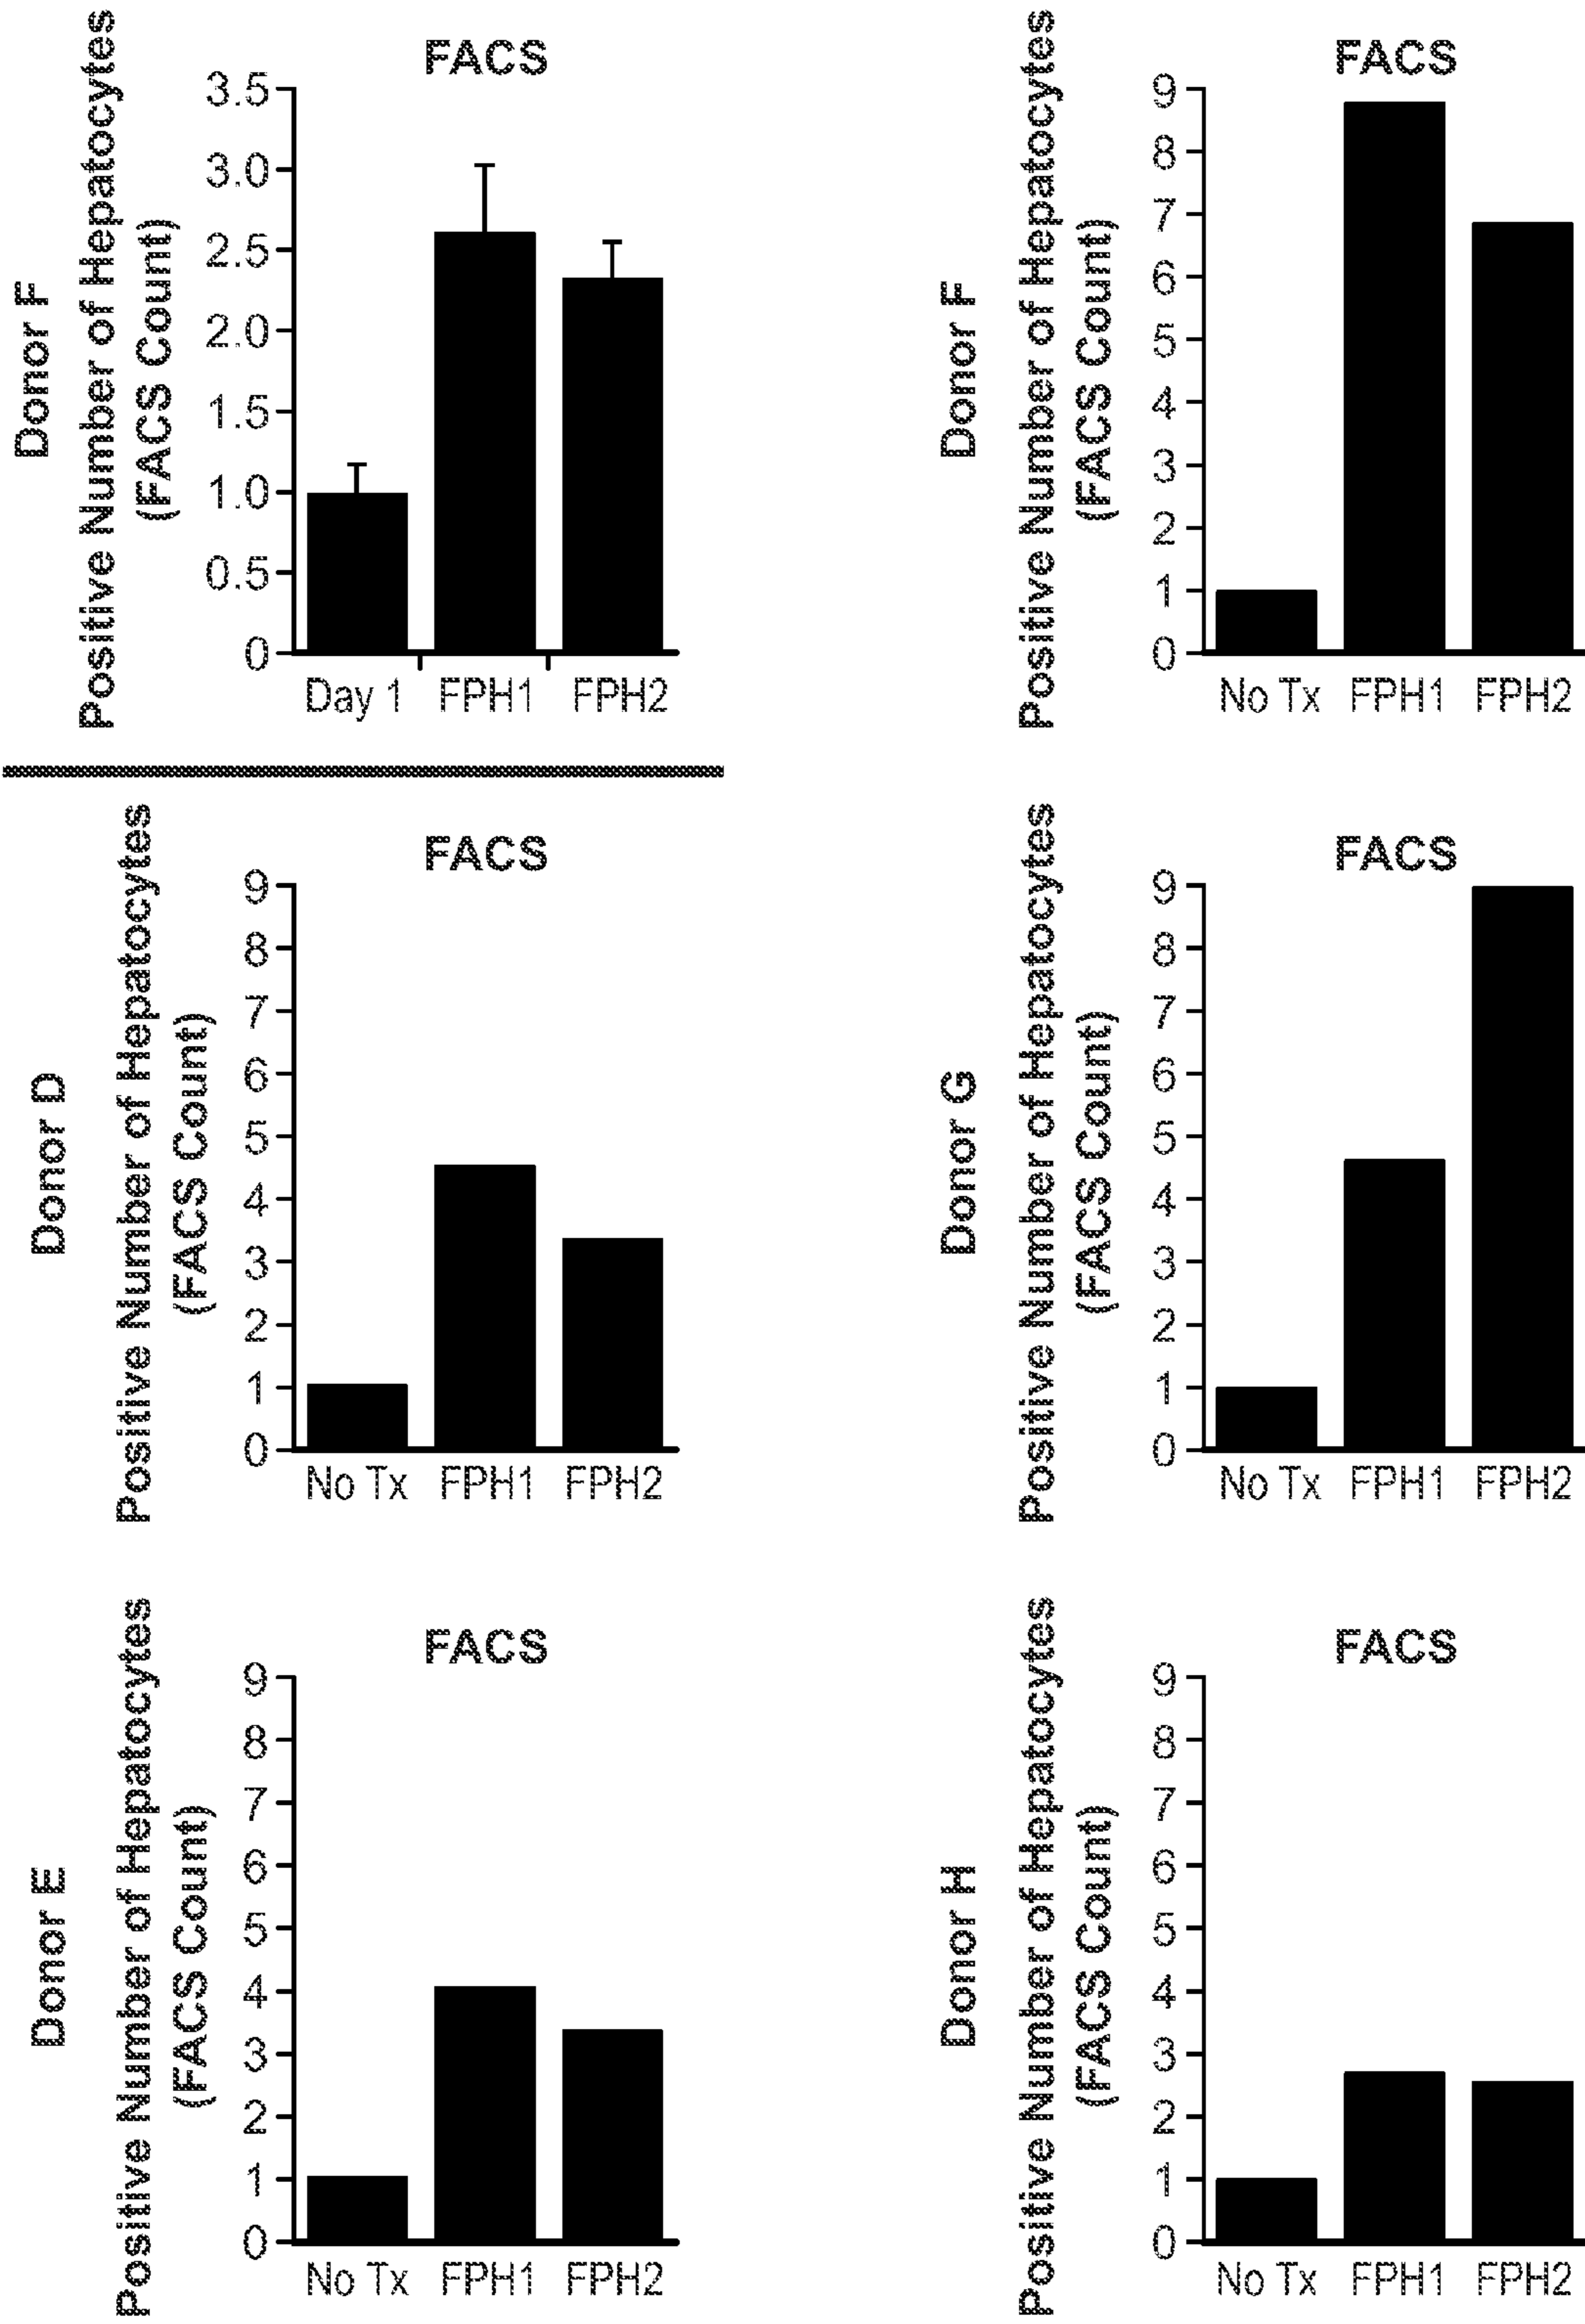 Donor F
Positive Number of Hepatocytes
(FACS Count)
FACS
3.5
3.0
2.5
2.0
1.5
1.0
0.5
0
Day 1 FPH1 FPH2
Donor F
Positive Number of Hepatocytes
(FACS Count)
FACS
9
8
7
6
5
4
3
2
1
0
No Tx FPH1 FPH2
Donor D
Positive Number of Hepatocytes
(FACS Count)
FACS
9
8
7
6
5
4
3
2
1
0
No Tx FPH1 FPH2
Donor G
Positive Number of Hepatocytes
(FACS Count)
FACS
9
8
7
6
5
4
3
2
1
0
No Tx FPH1 FPH2
Donor E
Positive Number of Hepatocytes
(FACS Count)
FACS
9
8
7
6
5
4
3
2
1
0
No Tx FPH1 FPH2
Donor H
Positive Number of Hepatocytes
(FACS Count)
FACS
9
8
7
6
5
4
3
2
1
0
No Tx FPH1 FPH2